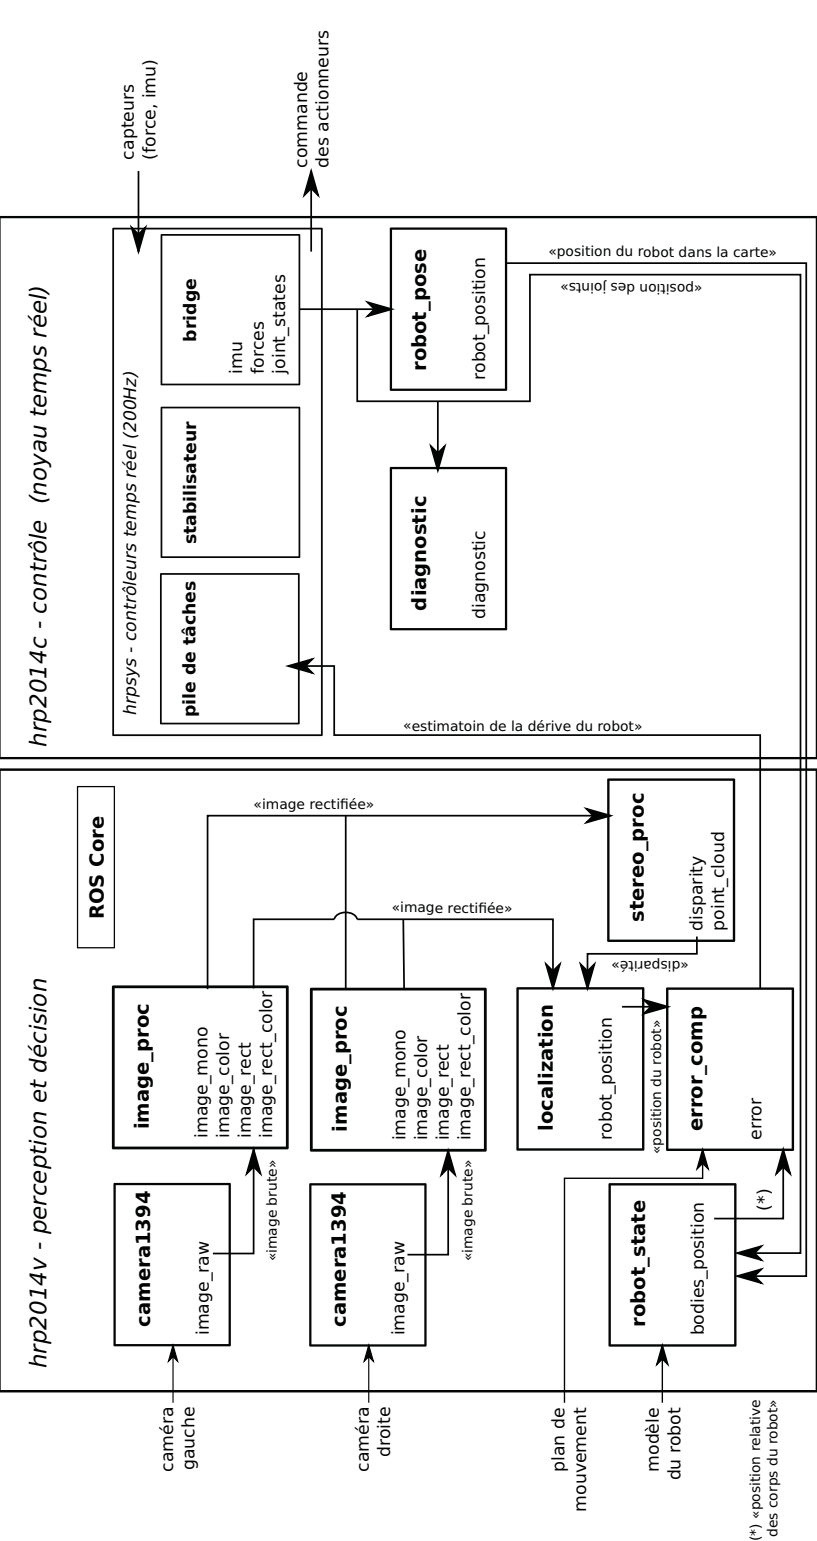 hrp2014v - perception et décision
ROS Core
caméra
gauche
camera1394
image_raw
«image brute»
image_proc
image_mono
image_color
image_rect
image_rect_color
«image rectifiée»
caméra
droite
camera1394
image_raw
«image brute»
image_proc
image_mono
image_color
image_rect
image_rect_color
«image rectifiée»
plan de
mouvement
localization
robot_position
«disparité»
stereo_proc
disparity
point_cloud
«position du robot»
modèle
du robot
robot_state
bodies_position
(*)
error_comp
error
(*) «position relative
des corps du robot»
hrp2014c - contrôle (noyau temps réel)
hrpsys - contrôleurs temps réel (200Hz)
pile de tâches
stabilisateur
bridge
imu
forces
joint_states
capteurs
(force, imu)
commande
des actionneurs
diagnostic
diagnostic
robot_pose
robot_position
«estimatoin de la dérive du robot»
«position du robot dans la carte»
«position des joints»